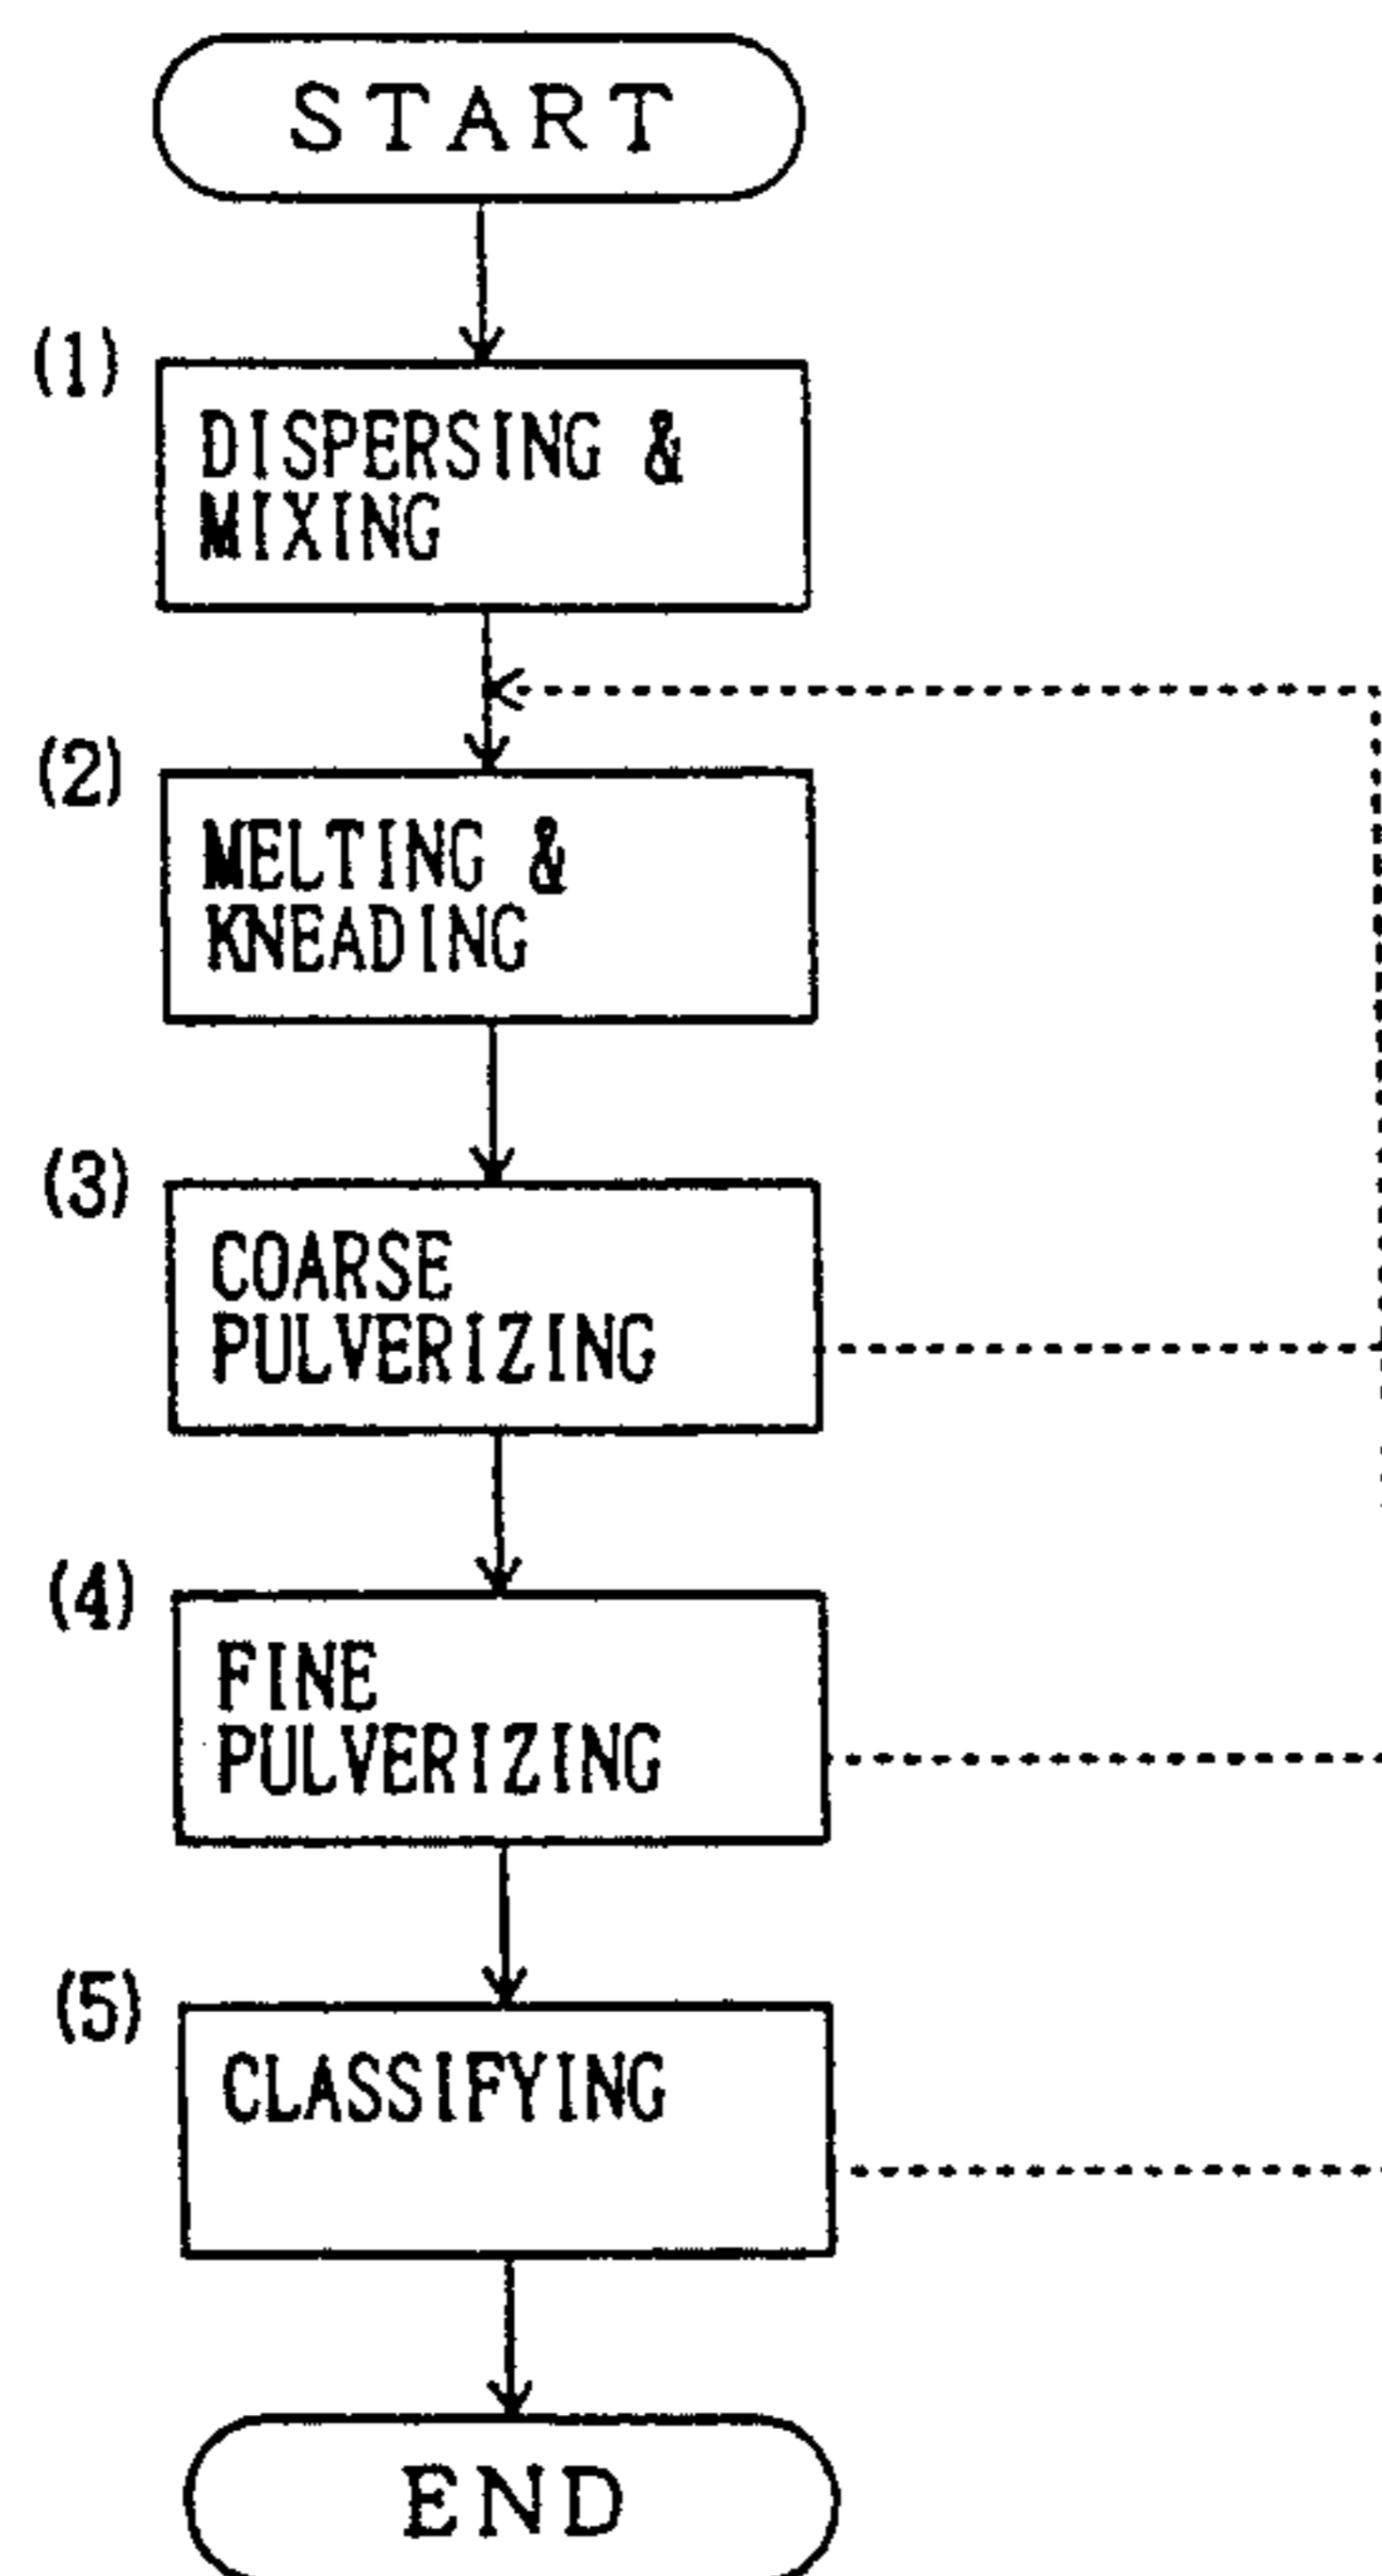 START
(1)
DISPERSING &
MIXING
(2)
MELTING &
KNEADING
(3)
COARSE
PULVERIZING
(4)
FINE
PULVERIZING
(5)
CLASSIFYING
END